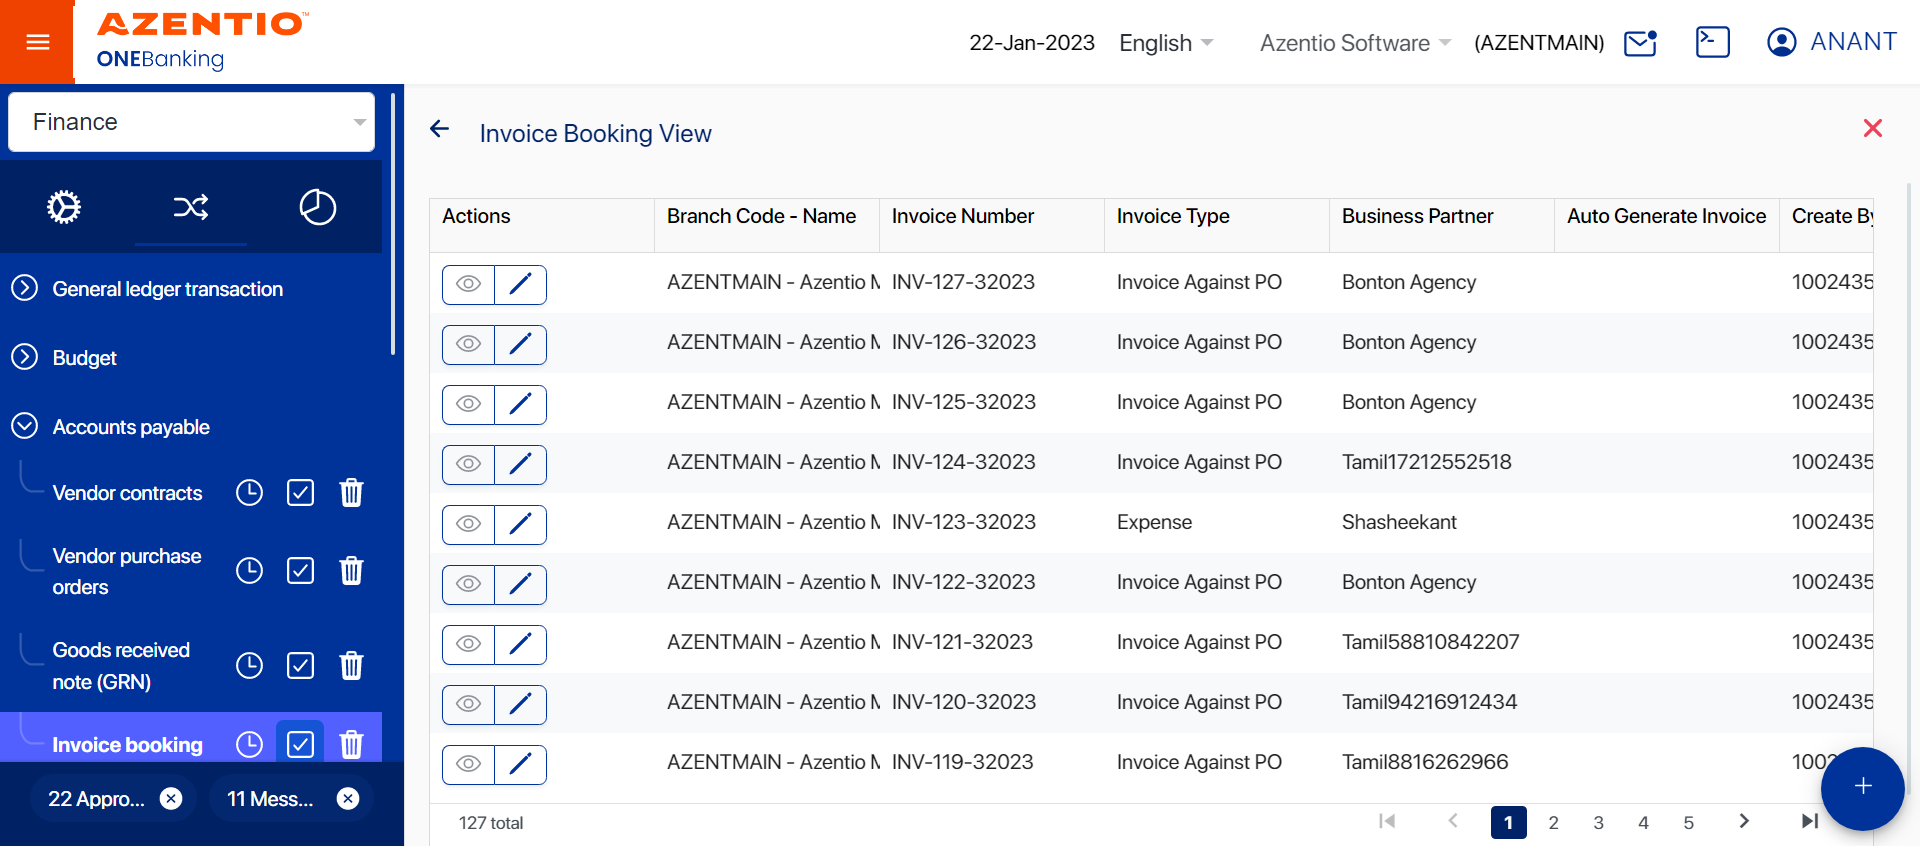 AZENTIO™
ONEBanking
22-Jan-2023 English Azentio Software (AZENTMAIN) ANANT
Finance
General ledger transaction
Budget
Accounts payable
Vendor contracts
Vendor purchase
orders
Goods received
note (GRN)
Invoice booking
22 Appro... 11 Mess...
Invoice Booking View
Actions Branch Code - Name Invoice Number Invoice Type Business Partner Auto Generate Invoice Create By
AZENTMAIN - Azentio M INV-127-32023 Invoice Against PO Bonton Agency 1002435
AZENTMAIN - Azentio M INV-126-32023 Invoice Against PO Bonton Agency 1002435
AZENTMAIN - Azentio M INV-125-32023 Invoice Against PO Bonton Agency 1002435
AZENTMAIN - Azentio M INV-124-32023 Invoice Against PO Tamil17212552518 1002435
AZENTMAIN - Azentio M INV-123-32023 Expense Shasheekant 1002435
AZENTMAIN - Azentio M INV-122-32023 Invoice Against PO Bonton Agency 1002435
AZENTMAIN - Azentio M INV-121-32023 Invoice Against PO Tamil58810842207 1002435
AZENTMAIN - Azentio M INV-120-32023 Invoice Against PO Tamil94216912434 1002435
AZENTMAIN - Azentio M INV-119-32023 Invoice Against PO Tamil8816262966
127 total 1 2 3 4 5